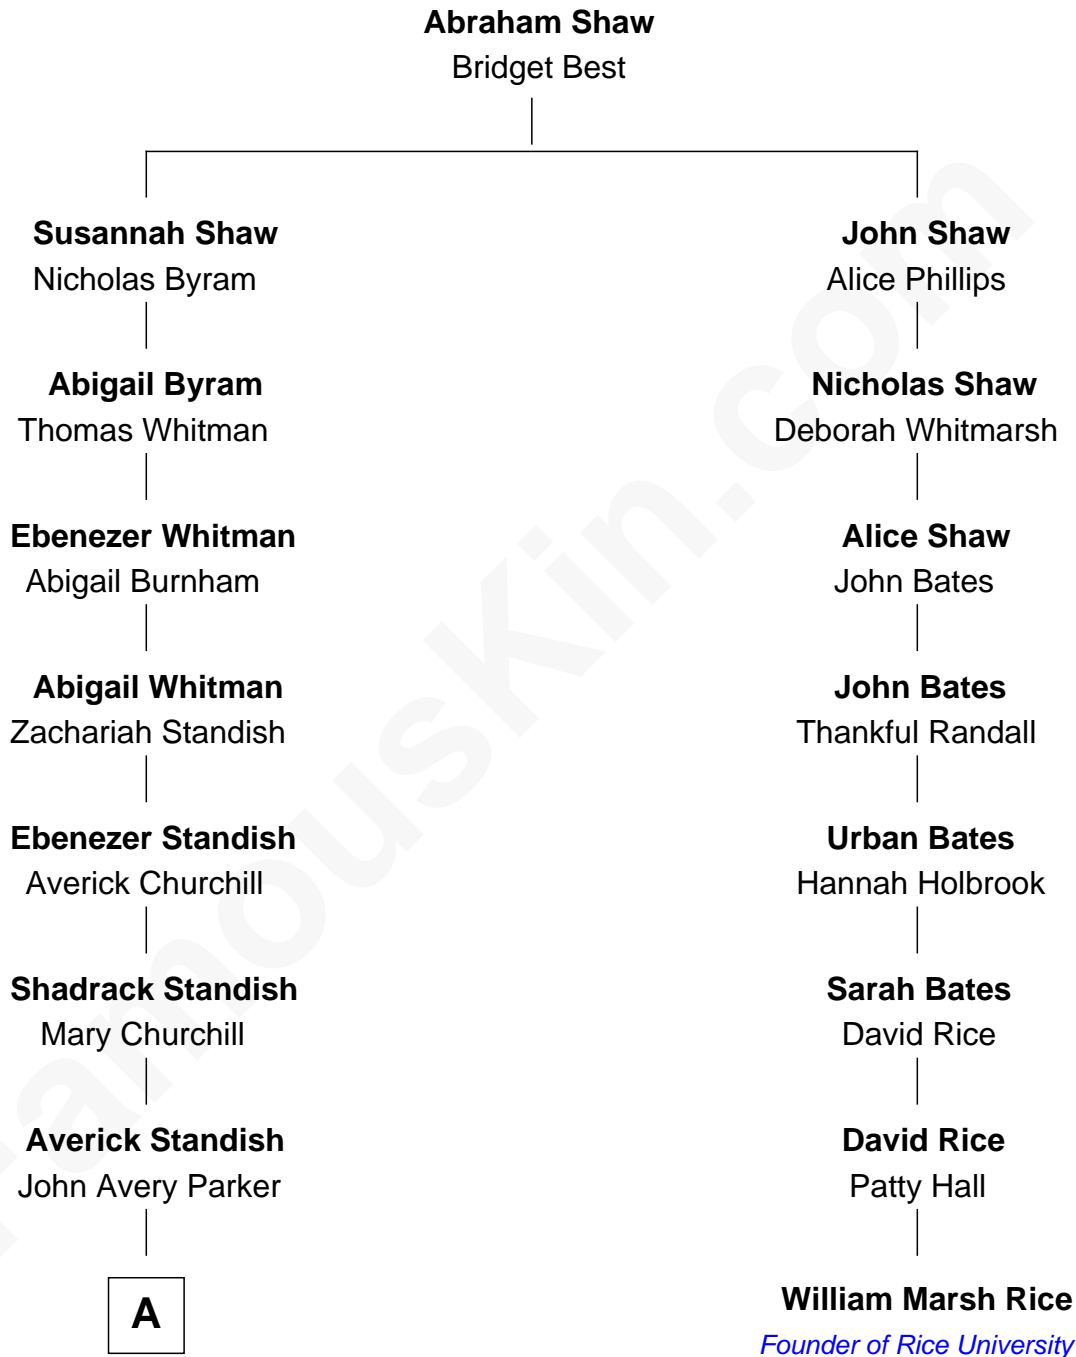 Abraham Shaw
Bridget Best
Susannah Shaw
Nicholas Byram
John Shaw
Alice Phillips
Abigail Byram
Thomas Whitman
Nicholas Shaw
Deborah Whitmarsh
Ebenezer Whitman
Abigail Burnham
Alice Shaw
John Bates
Abigail Whitman
Zachariah Standish
John Bates
Thankful Randall
Ebenezer Standish
Averick Churchill
Urban Bates
Hannah Holbrook
Shadrack Standish
Mary Churchill
Sarah Bates
David Rice
Averick Standish
John Avery Parker
David Rice
Patty Hall
A
William Marsh Rice
Founder of Rice University
FamousKin.com